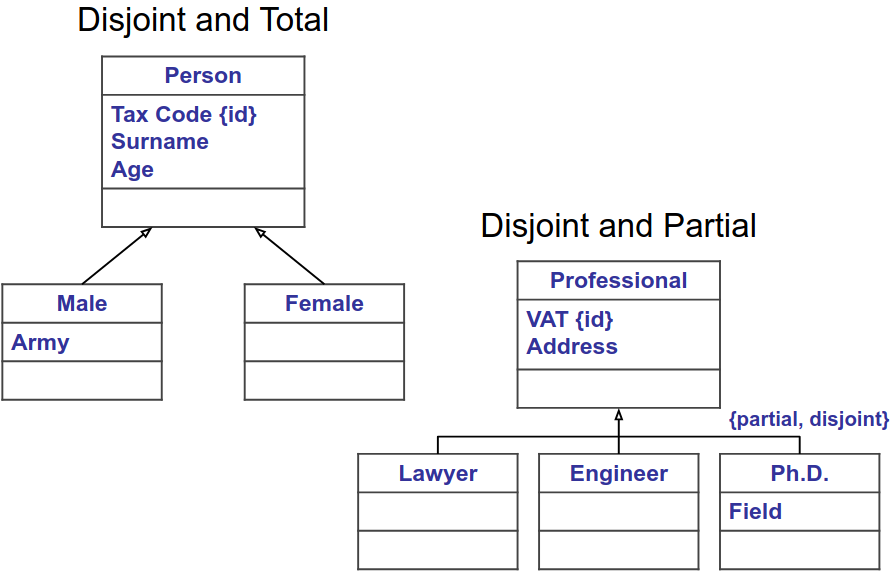 Disjoint and Total
Person
Tax Code {id}
Surname
Age
Male
Army
Female
Disjoint and Partial
Professional
VAT {id}
Address
{partial, disjoint}
Lawyer
Engineer
Ph.D.
Field